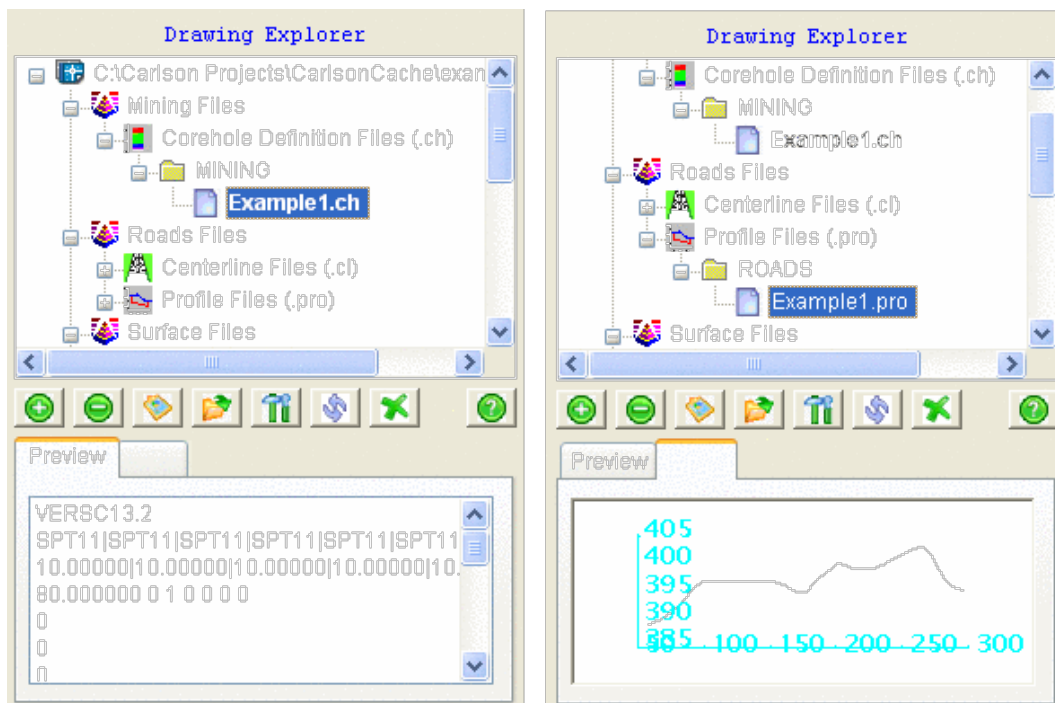 Drawing Explorer
C:\Carlson Projects\CarlsonCache\exan
Mining Files
Corehole Definition Files (.ch)
MINING
Example1.ch
Roads Files
Centerline Files (.cl)
Profile Files (.pro)
Surface Files
Preview
VERSC13.2
SPT11|SPT11|SPT11|SPT11|SPT11|SPT11
10.00000|10.00000|10.00000|10.00000|10.
80.000000 0 1 0 0 0 0
0
0
0
Drawing Explorer
Corehole Definition Files (.ch)
MINING
Example1.ch
Roads Files
Centerline Files (.cl)
Profile Files (.pro)
ROADS
Example1.pro
Surface Files
Preview
405
400
395
390
385
50 100 150 200 250 300